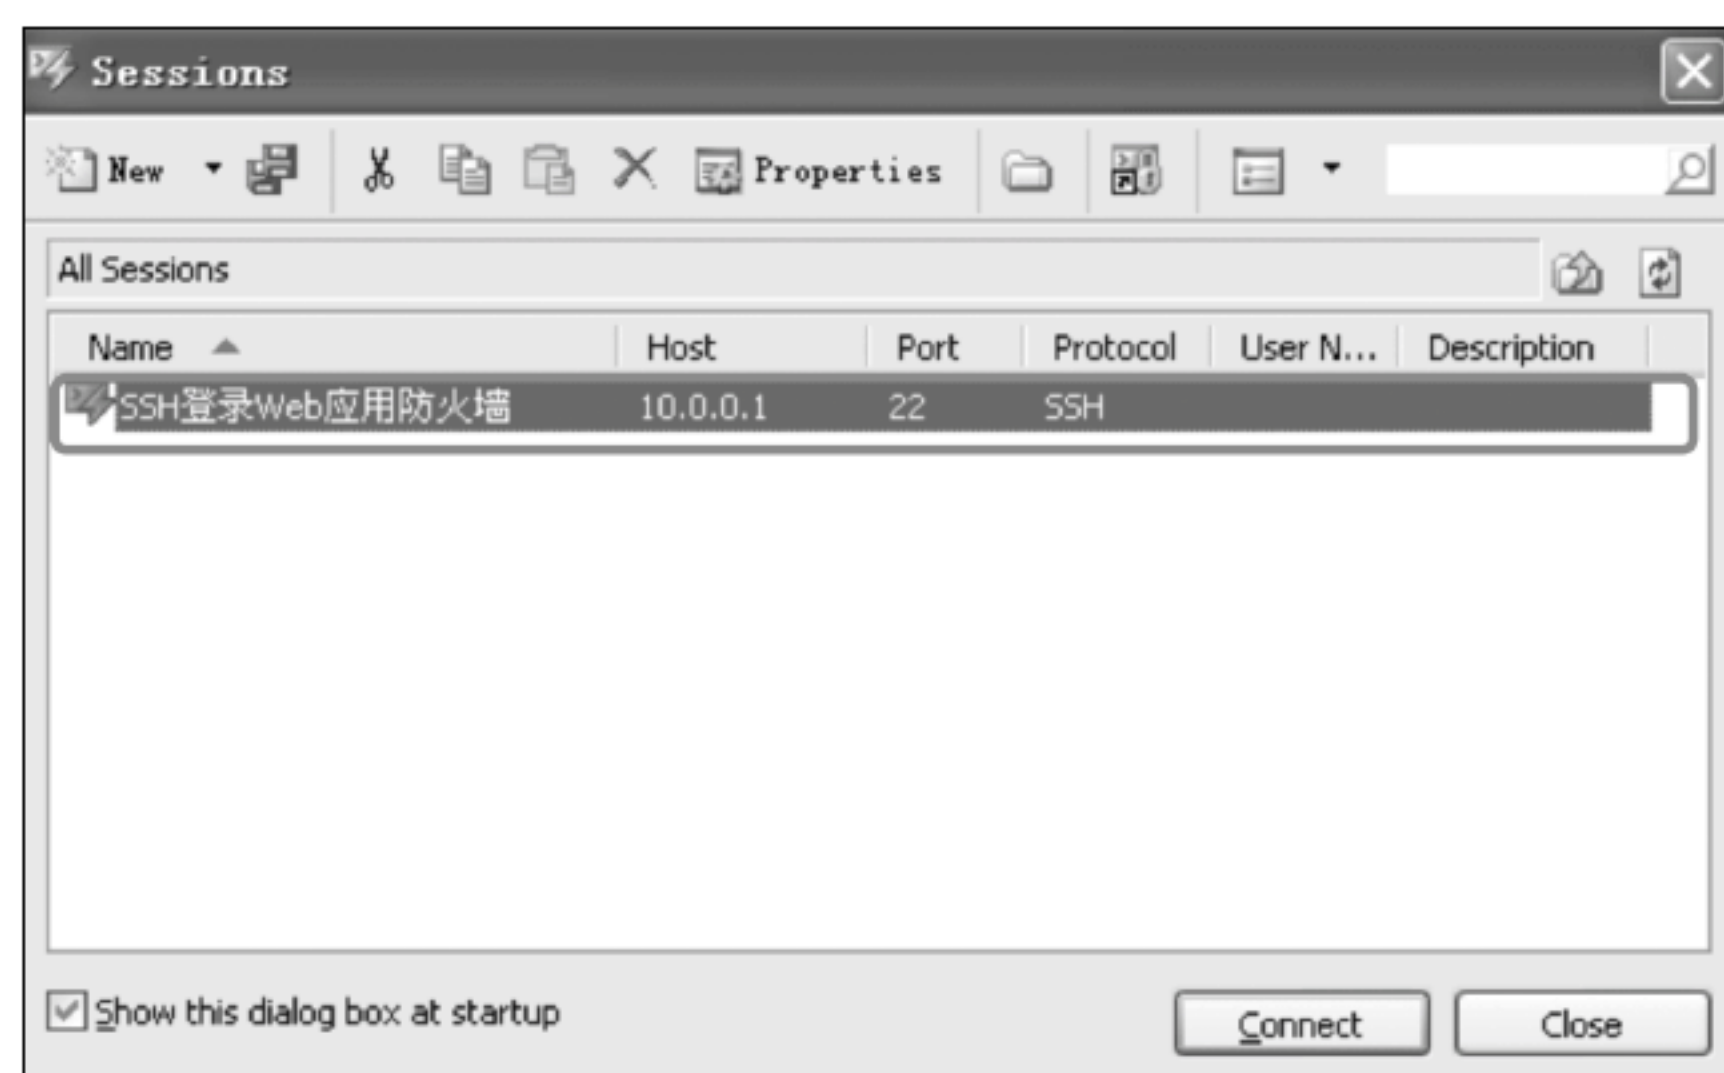 Sessions
New Properties
All Sessions
Name Host Port Protocol User N... Description
SSH登录Web应用防火墙 10.0.0.1 22 SSH
Show this dialog box at startup Connect Close